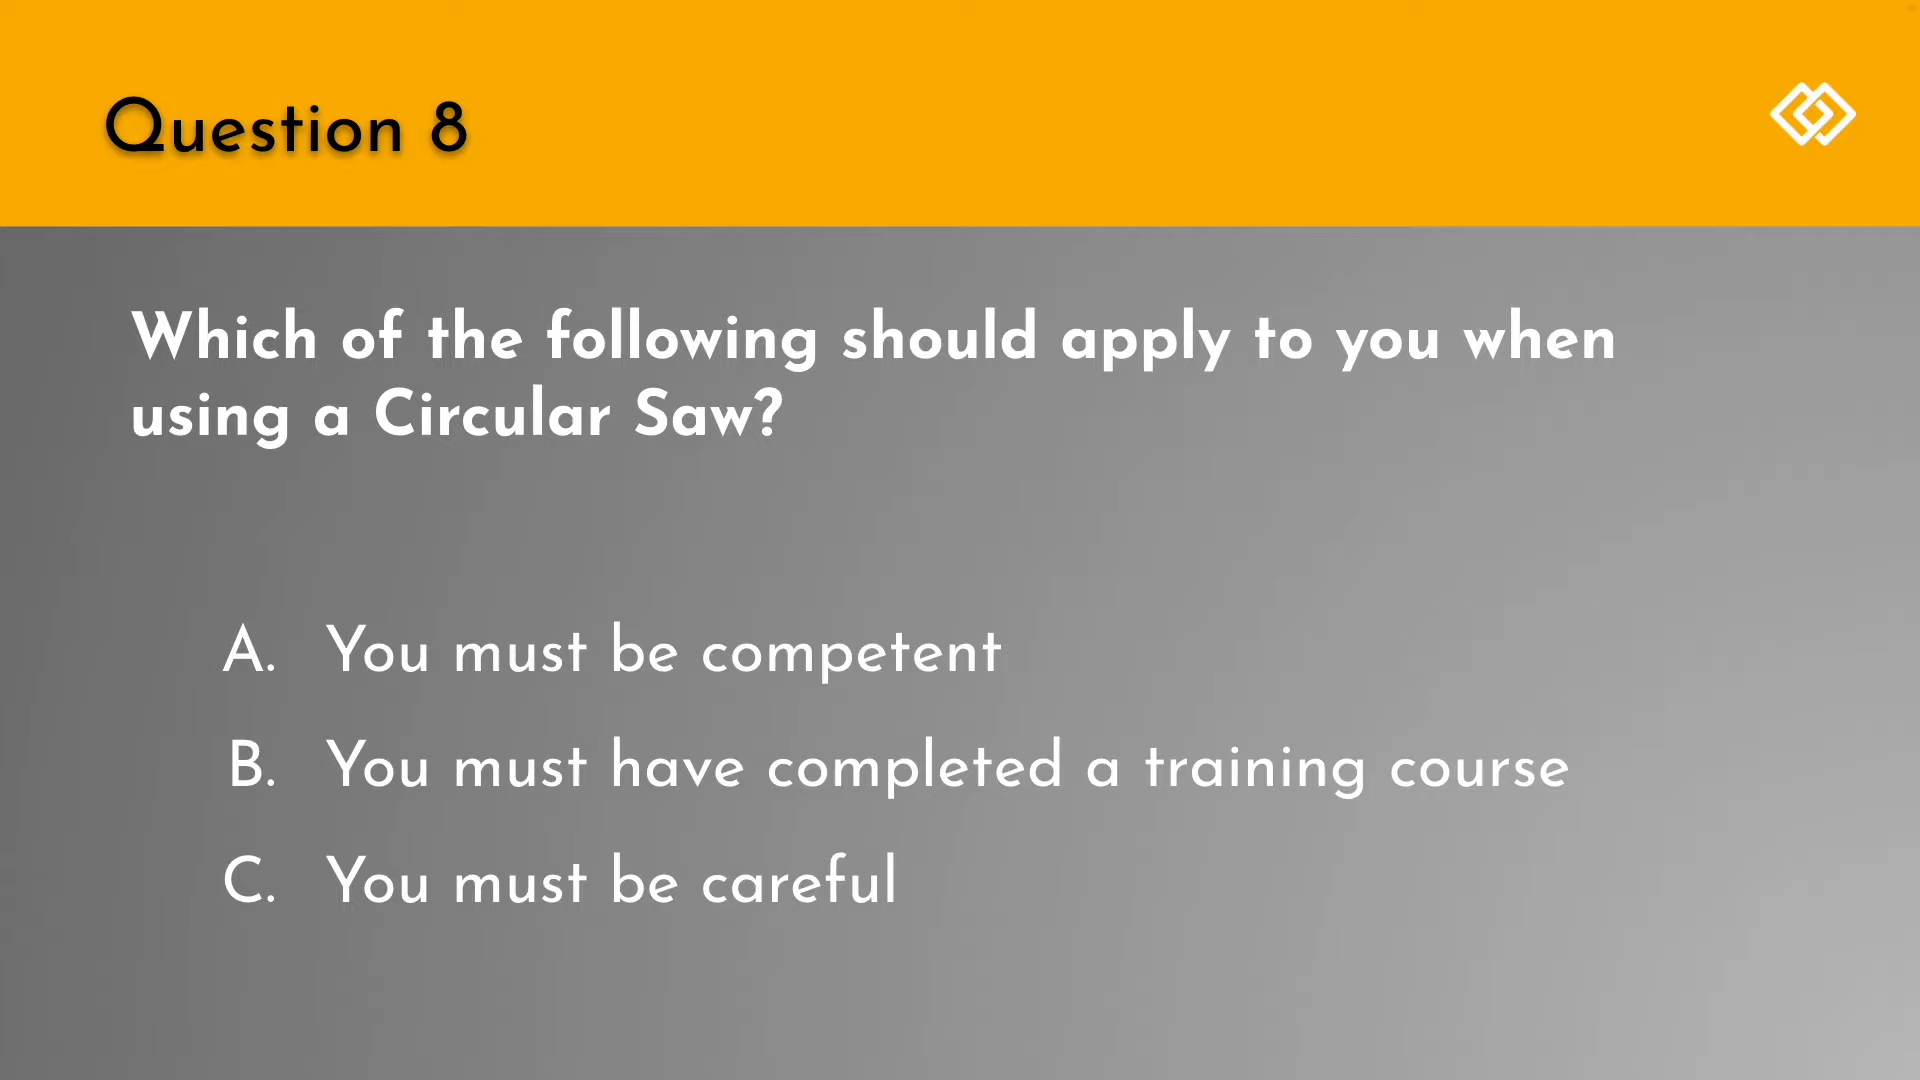 Question 8
Which of the following should apply to you when
using a Circular Saw?
A. You must be competent
B. You must have completed a training course
C. You must be careful